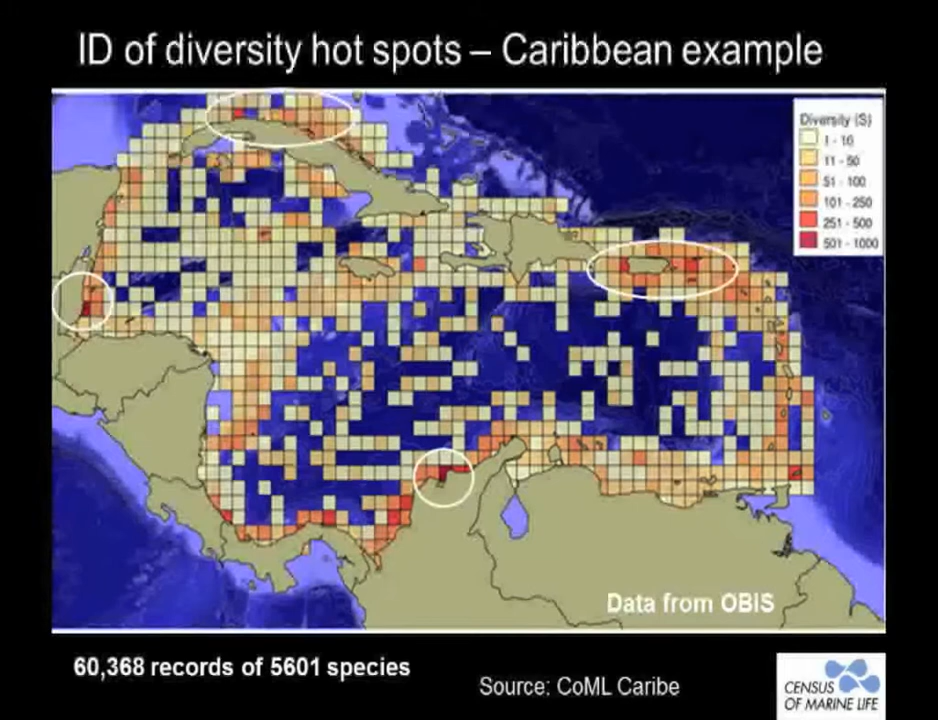 ID of diversity hot spots – Caribbean example
Diversity (S)
1 - 10
11 - 50
51 - 100
101 - 250
251 - 500
501 - 1000
Data from OBIS
60,368 records of 5601 species
Source: CoML Caribe
CENSUS
OF MARINE LIFE